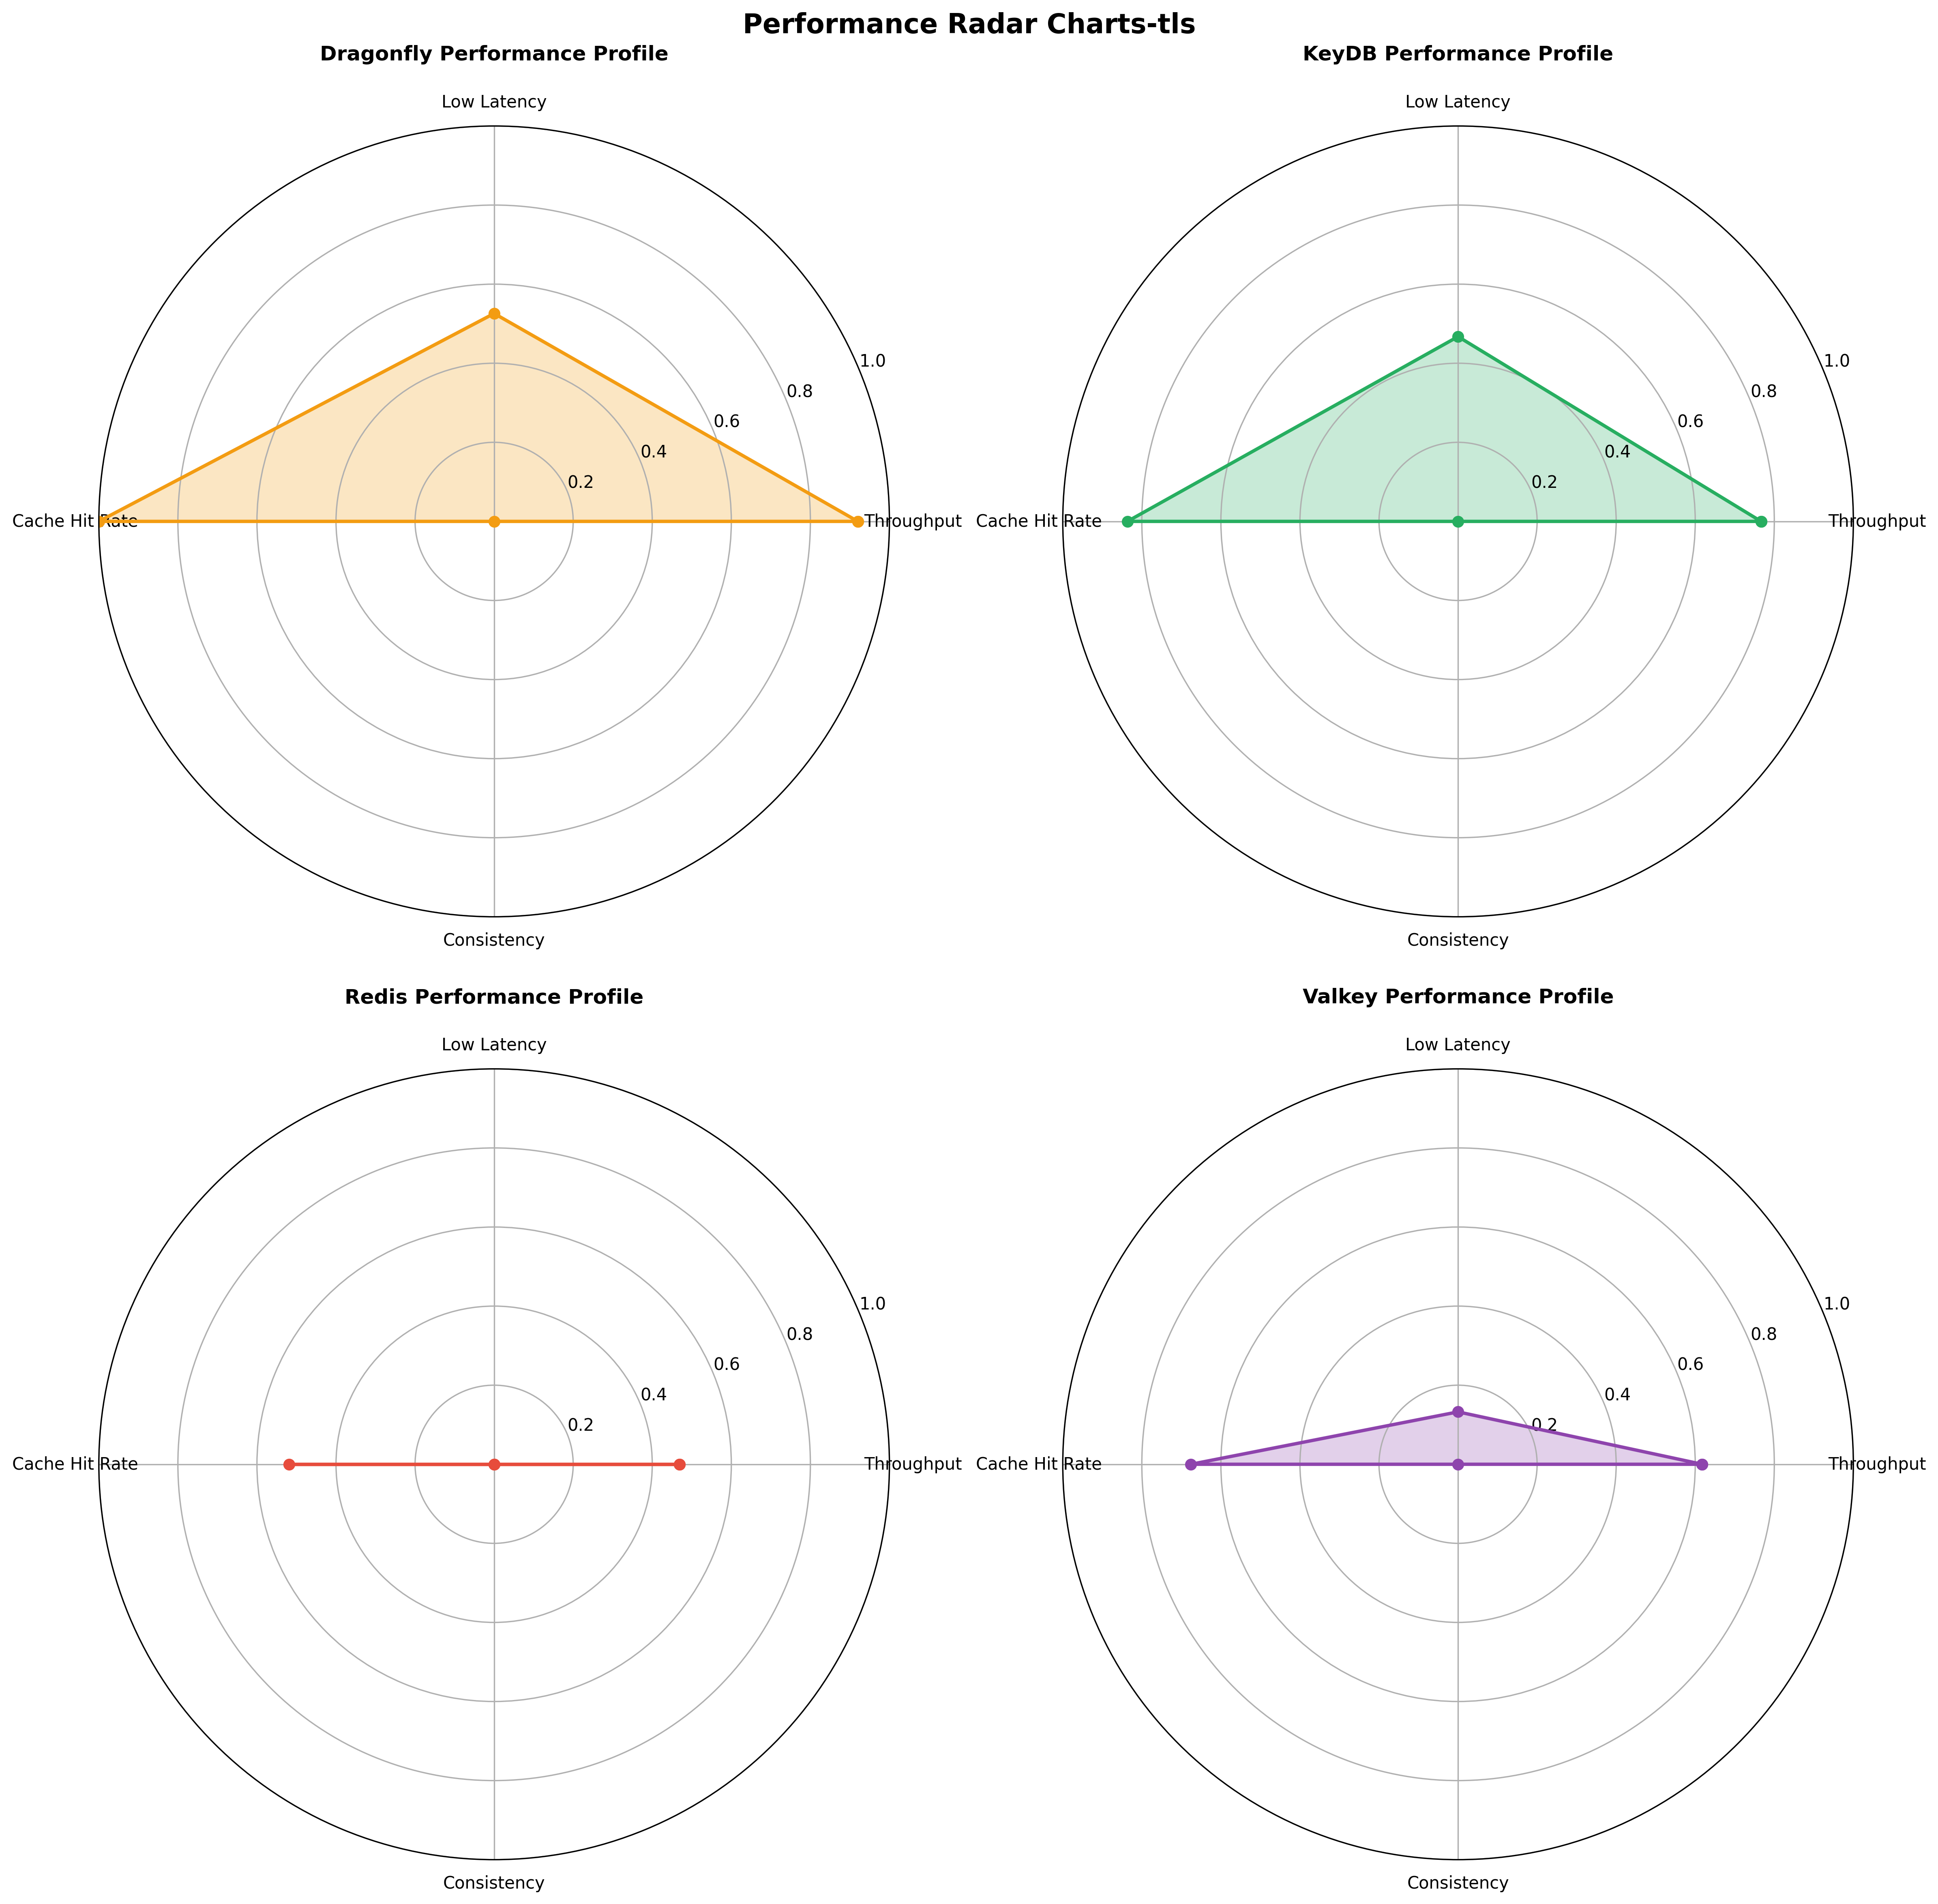 Performance Radar Charts-tls
Dragonfly Performance Profile
Low Latency
1.0
0.8
0.6
0.4
0.2
Cache Hit Rate
Throughput
Consistency
KeyDB Performance Profile
Low Latency
1.0
0.8
0.6
0.4
0.2
Cache Hit Rate
Throughput
Consistency
Redis Performance Profile
Low Latency
1.0
0.8
0.6
0.4
0.2
Cache Hit Rate
Throughput
Consistency
Valkey Performance Profile
Low Latency
1.0
0.8
0.6
0.4
0.2
Cache Hit Rate
Throughput
Consistency